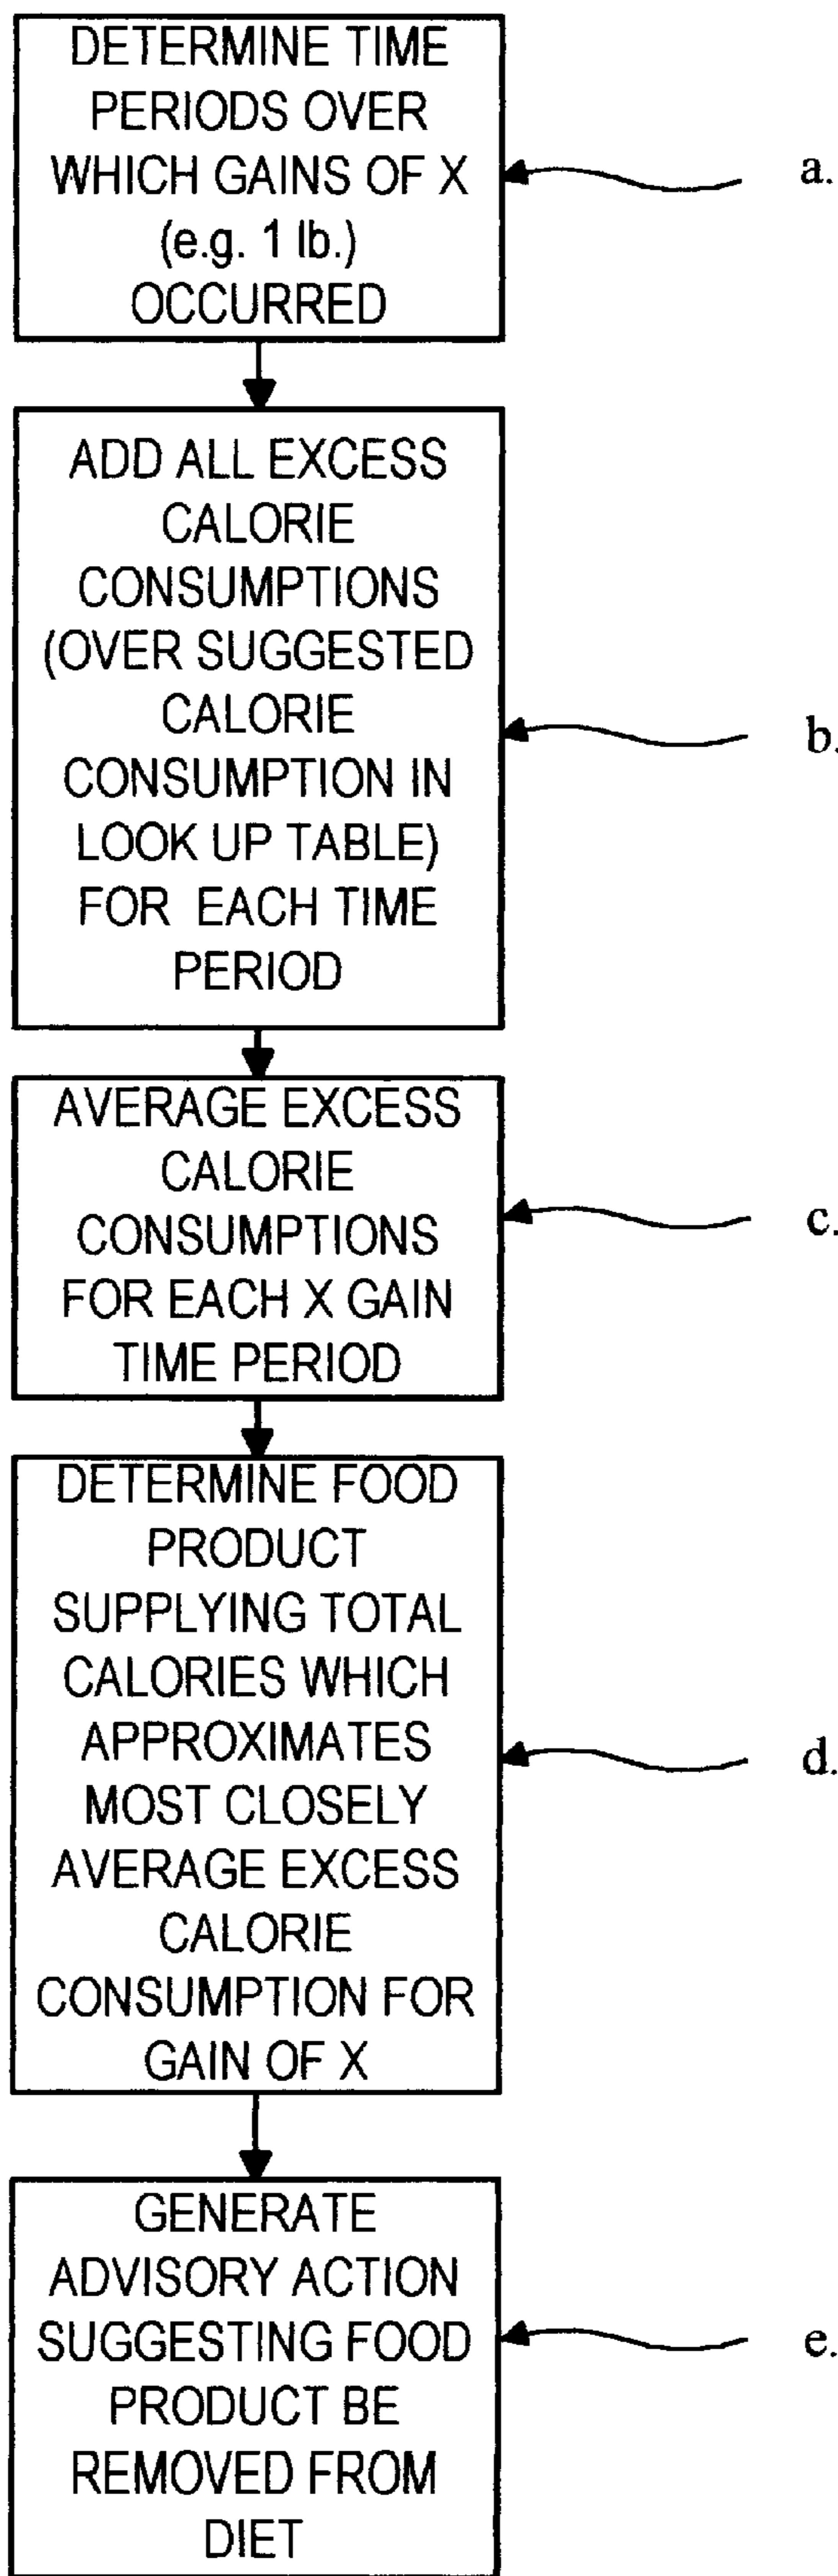 DETERMINE TIME
PERIODS OVER
WHICH GAINS OF X
(e.g. 1 lb.)
OCCURRED
a.
ADD ALL EXCESS
CALORIE
CONSUMPTIONS
(OVER SUGGESTED
CALORIE
CONSUMPTION IN
LOOK UP TABLE)
FOR EACH TIME
PERIOD
b.
AVERAGE EXCESS
CALORIE
CONSUMPTIONS
FOR EACH X GAIN
TIME PERIOD
c.
DETERMINE FOOD
PRODUCT
SUPPLYING TOTAL
CALORIES WHICH
APPROXIMATES
MOST CLOSELY
AVERAGE EXCESS
CALORIE
CONSUMPTION FOR
GAIN OF X
d.
GENERATE
ADVISORY ACTION
SUGGESTING FOOD
PRODUCT BE
REMOVED FROM
DIET
e.